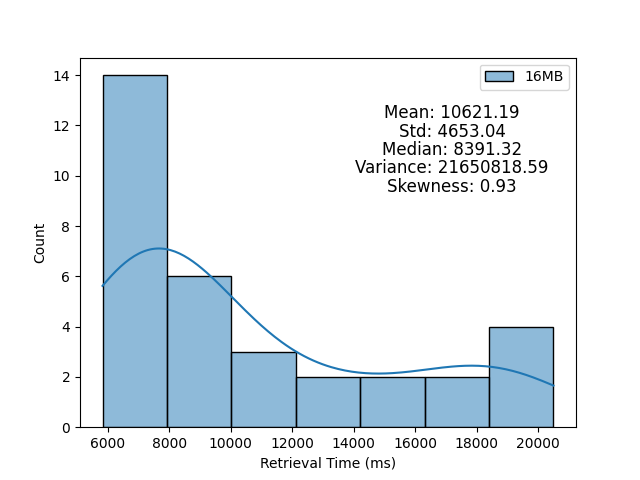 16MB
Mean: 10621.19
Std: 4653.04
Median: 8391.32
Variance: 21650818.59
Skewness: 0.93
14
12
10
8
6
4
2
0
Count
6000 8000 10000 12000 14000 16000 18000 20000
Retrieval Time (ms)